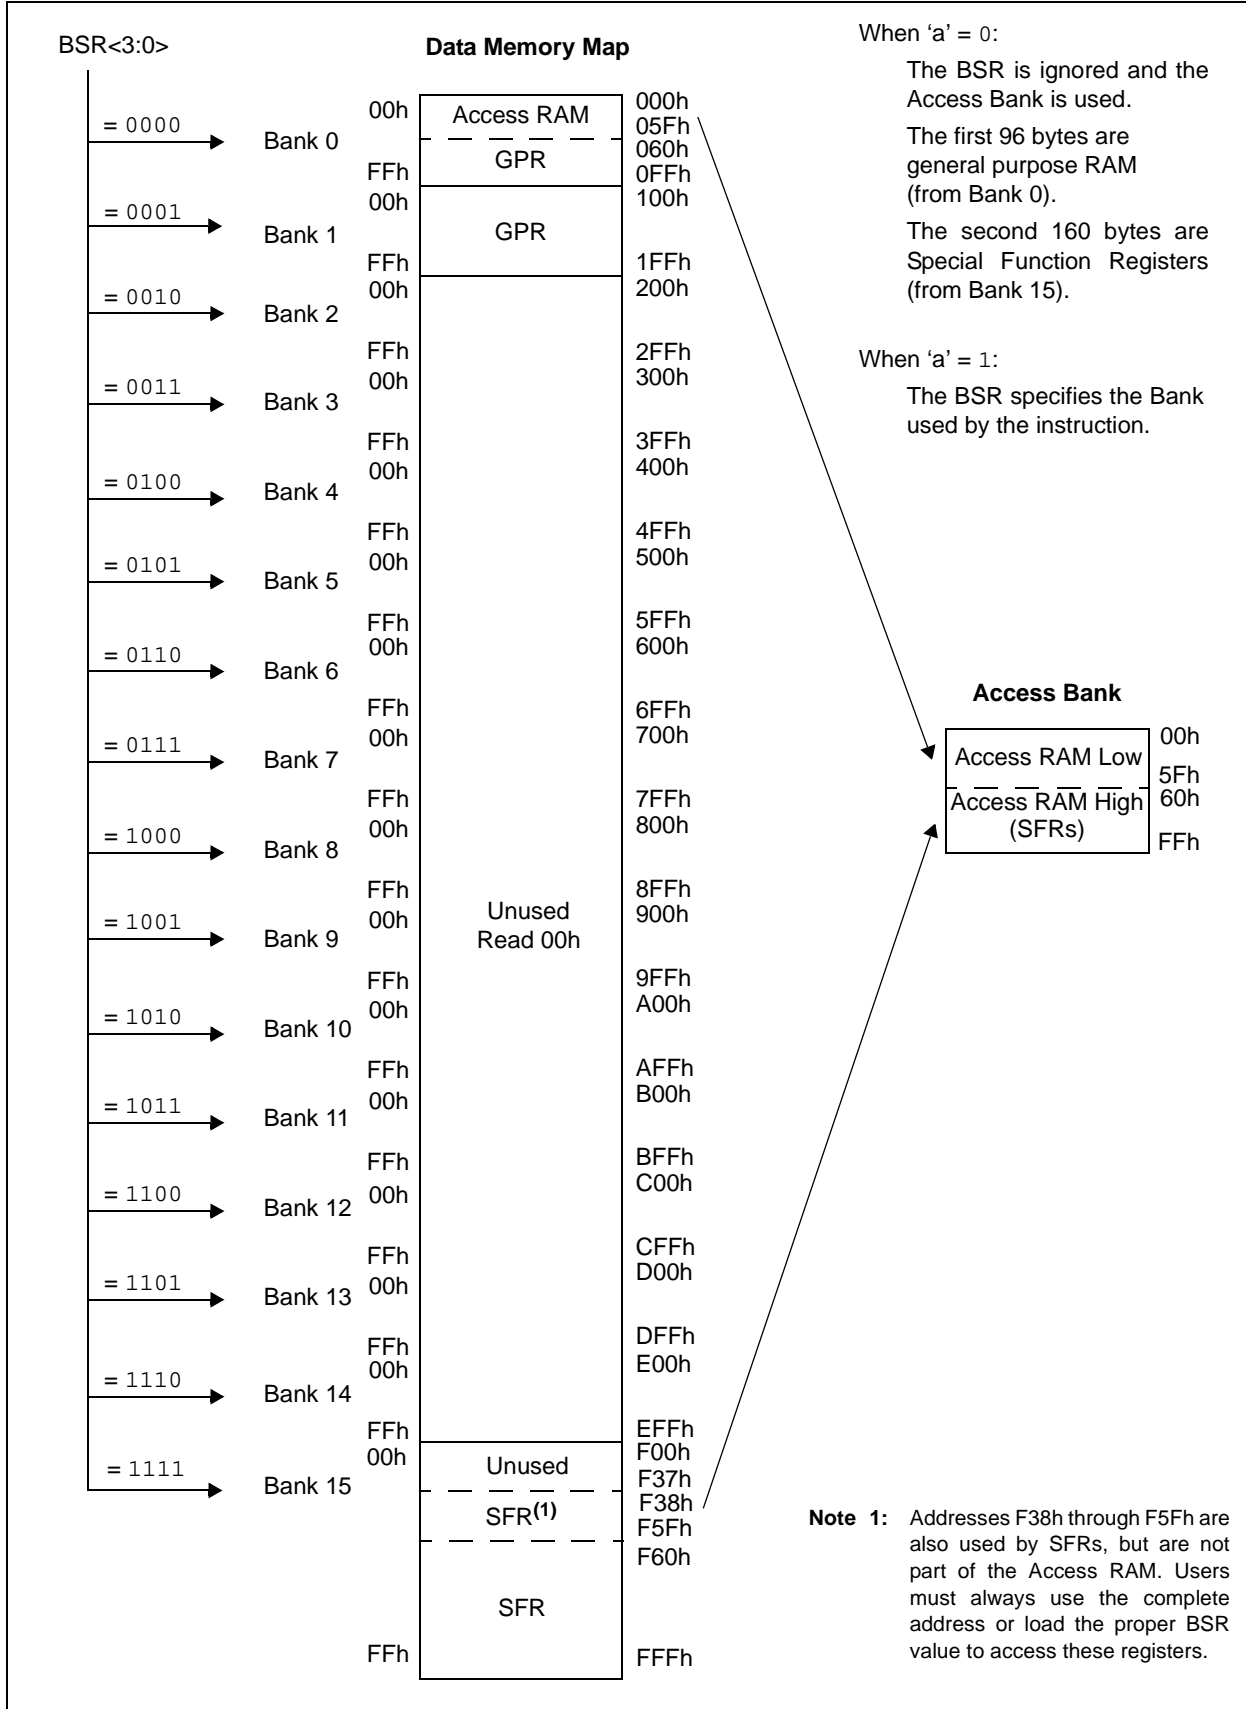 BSR<3:0>
Data Memory Map
When ‘a’ = 0:
The BSR is ignored and the
Access Bank is used.
The first 96 bytes are
general purpose RAM
(from Bank 0).
The second 160 bytes are
Special Function Registers
(from Bank 15).
When ‘a’ = 1:
The BSR specifies the Bank
used by the instruction.
= 0000
Bank 0
00h
Access RAM
000h
05Fh
GPR
060h
FFh
0FFh
= 0001
Bank 1
00h
GPR
100h
FFh
1FFh
= 0010
Bank 2
00h
200h
FFh
2FFh
= 0011
Bank 3
00h
300h
FFh
3FFh
= 0100
Bank 4
00h
400h
FFh
4FFh
= 0101
Bank 5
00h
500h
FFh
5FFh
= 0110
Bank 6
00h
600h
FFh
6FFh
= 0111
Bank 7
00h
700h
FFh
7FFh
= 1000
Bank 8
00h
800h
FFh
8FFh
= 1001
Bank 9
00h
Unused
Read 00h
900h
FFh
9FFh
= 1010
Bank 10
00h
A00h
FFh
AFFh
= 1011
Bank 11
00h
B00h
FFh
BFFh
= 1100
Bank 12
00h
C00h
FFh
CFFh
= 1101
Bank 13
00h
D00h
FFh
DFFh
= 1110
Bank 14
00h
E00h
FFh
EFFh
= 1111
Bank 15
00h
Unused
F00h
F37h
SFR(1)
F38h
F5Fh
F60h
SFR
FFh
FFFh
Access Bank
Access RAM Low
00h
5Fh
Access RAM High
(SFRs)
60h
FFh
Note 1: Addresses F38h through F5Fh are
also used by SFRs, but are not
part of the Access RAM. Users
must always use the complete
address or load the proper BSR
value to access these registers.